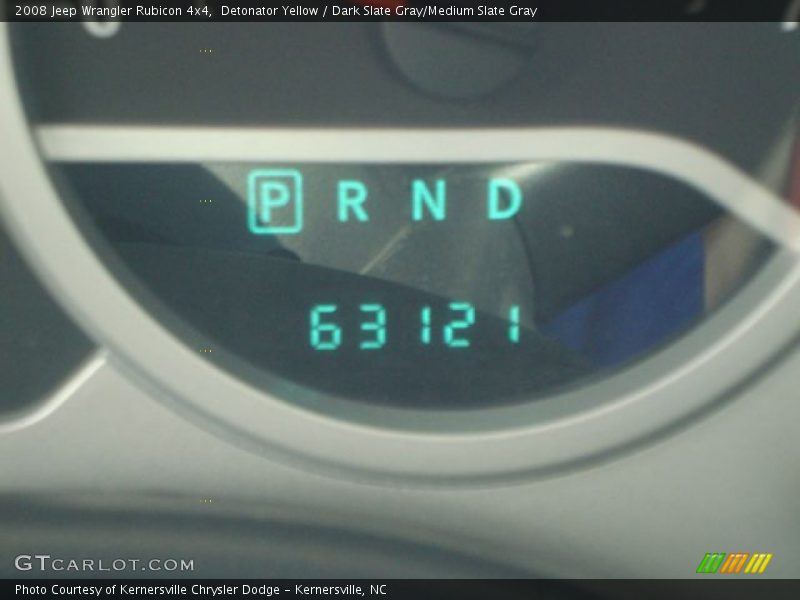 2008 Jeep Wrangler Rubicon 4x4, Detonator Yellow / Dark Slate Gray/Medium Slate Gray
P R N D
63121
GTCARLOT.COM
Photo Courtesy of Kernersville Chrysler Dodge – Kernersville, NC